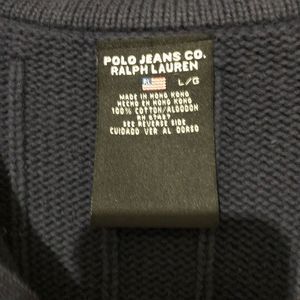 POLO JEANS CO.
RALPH LAUREN
L/G
MADE IN HONG KONG
HECHO EN HONG KONG
100% COTTON/ALGODON
RN 87487
SEE REVERSE SIDE
CUIDADO VER AL DORSO